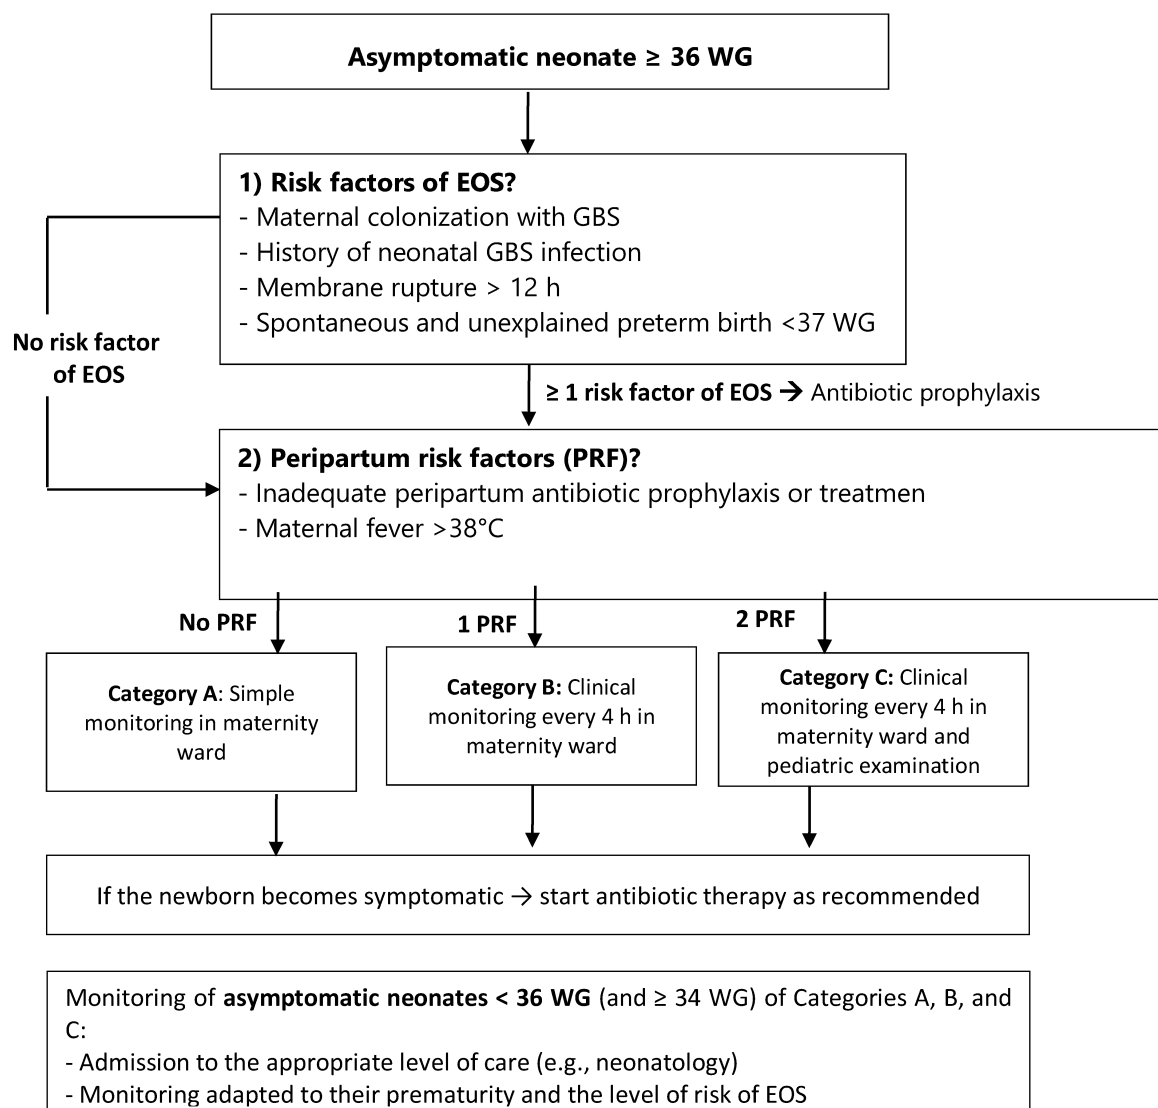 Asymptomatic neonate ≥ 36 WG
1) Risk factors of EOS?
- Maternal colonization with GBS
- History of neonatal GBS infection
- Membrane rupture > 12 h
- Spontaneous and unexplained preterm birth <37 WG
No risk factor
of EOS
≥ 1 risk factor of EOS → Antibiotic prophylaxis
2) Peripartum risk factors (PRF)?
- Inadequate peripartum antibiotic prophylaxis or treatmen
- Maternal fever >38°C
No PRF
1 PRF
2 PRF
Category A: Simple
monitoring in maternity
ward
Category B: Clinical
monitoring every 4 h in
maternity ward
Category C: Clinical
monitoring every 4 h in
maternity ward and
pediatric examination
If the newborn becomes symptomatic → start antibiotic therapy as recommended
Monitoring of asymptomatic neonates < 36 WG (and ≥ 34 WG) of Categories A, B, and
C:
- Admission to the appropriate level of care (e.g., neonatology)
- Monitoring adapted to their prematurity and the level of risk of EOS